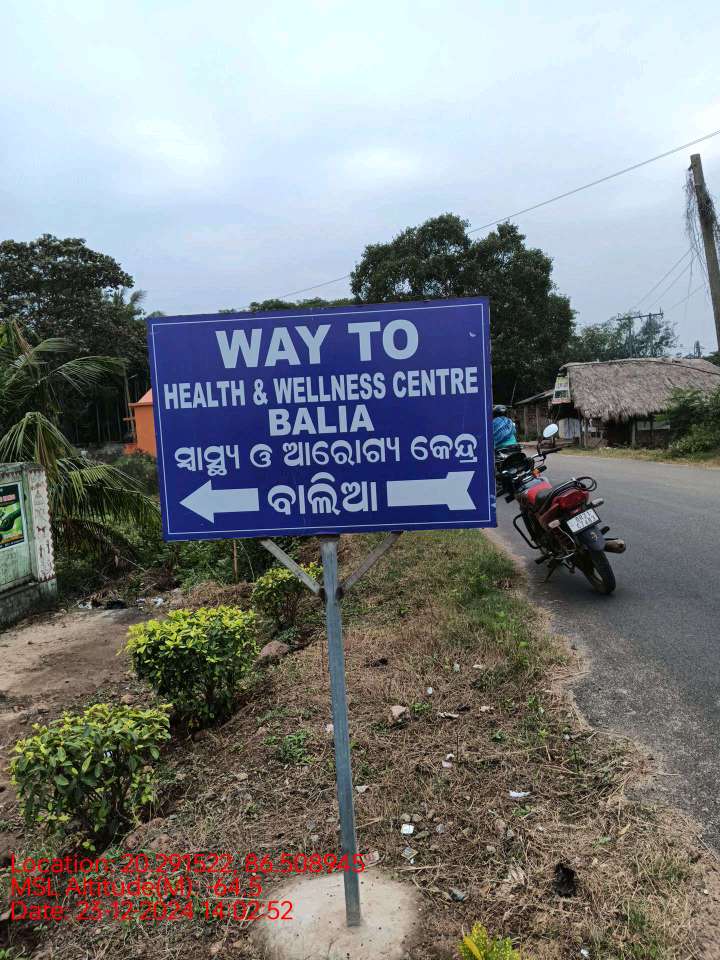 WAY TO
HEALTH & WELLNESS CENTRE
BALIA
ସ୍ୱାସ୍ଥ୍ୟ ଓ ଆରୋଗ୍ୟ କେନ୍ଦ୍ର
ବାଲିଆ
Location: 20.291522, 86.508945
MSL Altitude(M): -64.5
Date: 23-12-2024 14:02:52